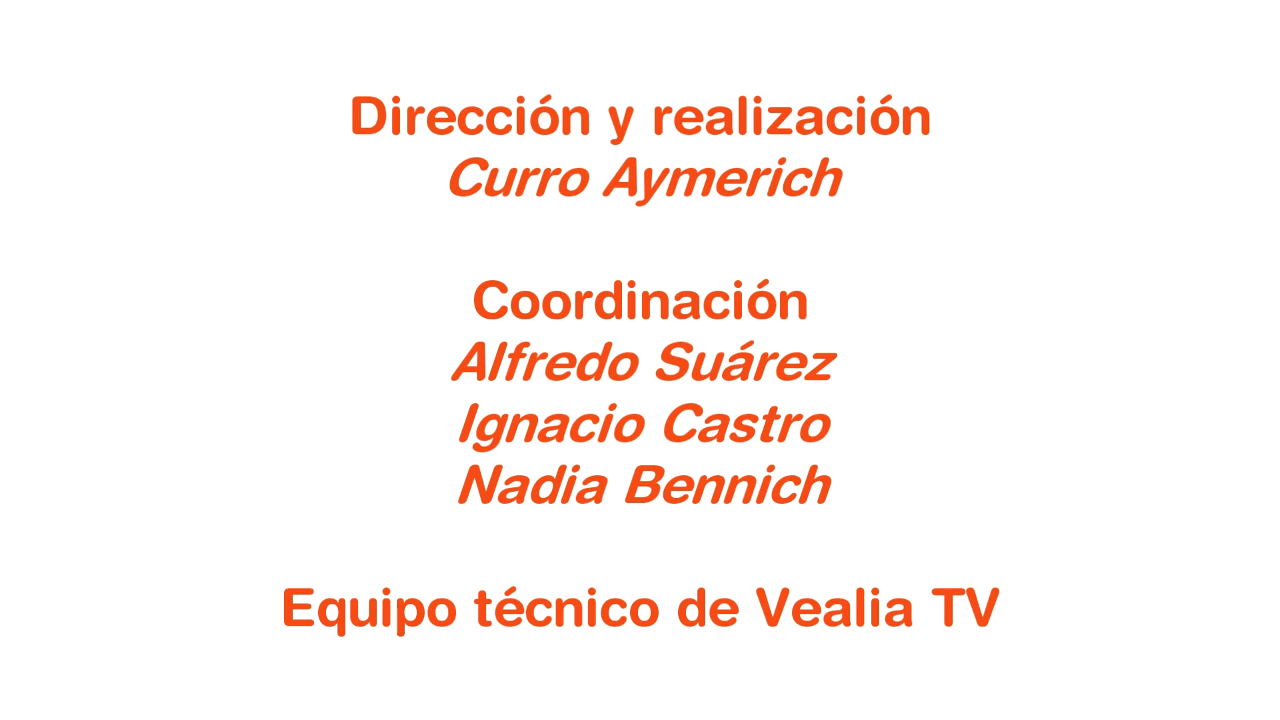 Dirección y realización
Curro Aymerich
Coordinación
Alfredo Suárez
Ignacio Castro
Nadia Bennich
Equipo técnico de Vealia TV